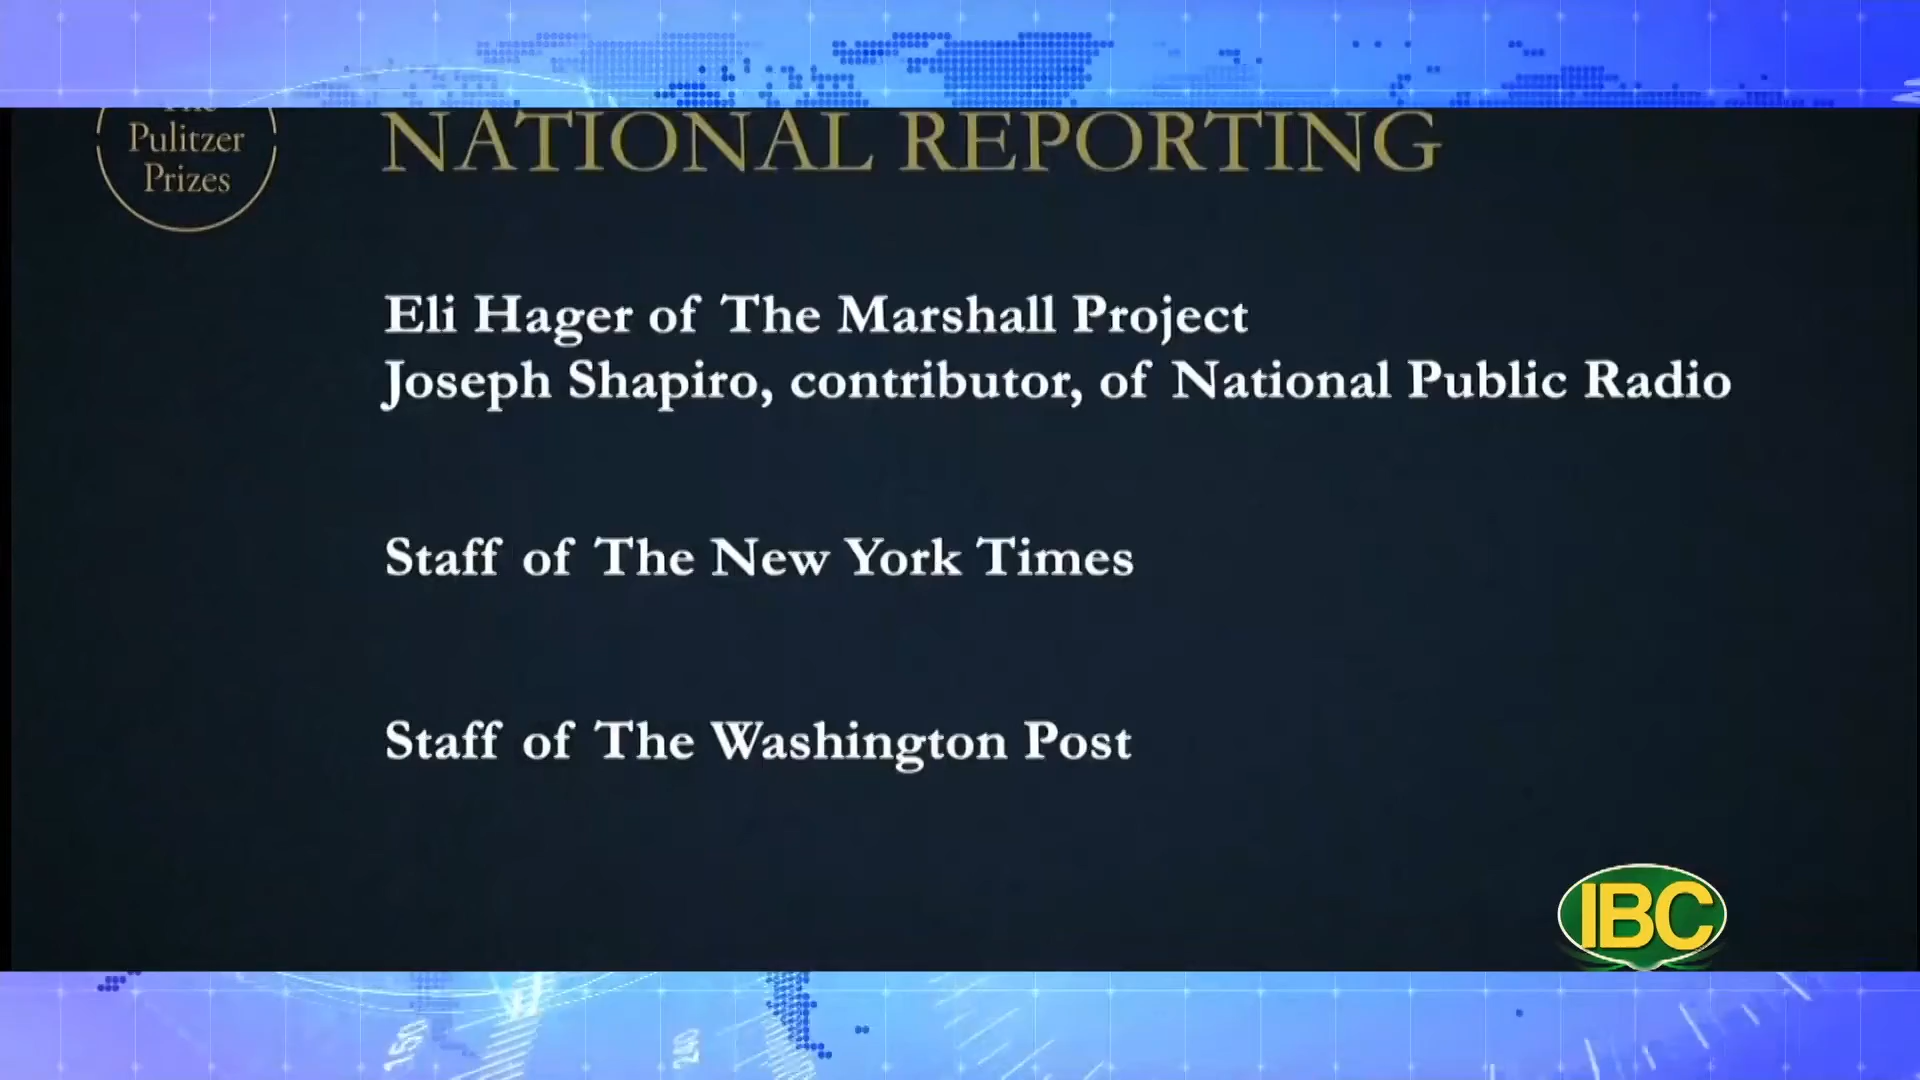 The
Pulitzer
Prizes
NATIONAL REPORTING
Eli Hager of The Marshall Project
Joseph Shapiro, contributor, of National Public Radio
Staff of The New York Times
Staff of The Washington Post
IBC